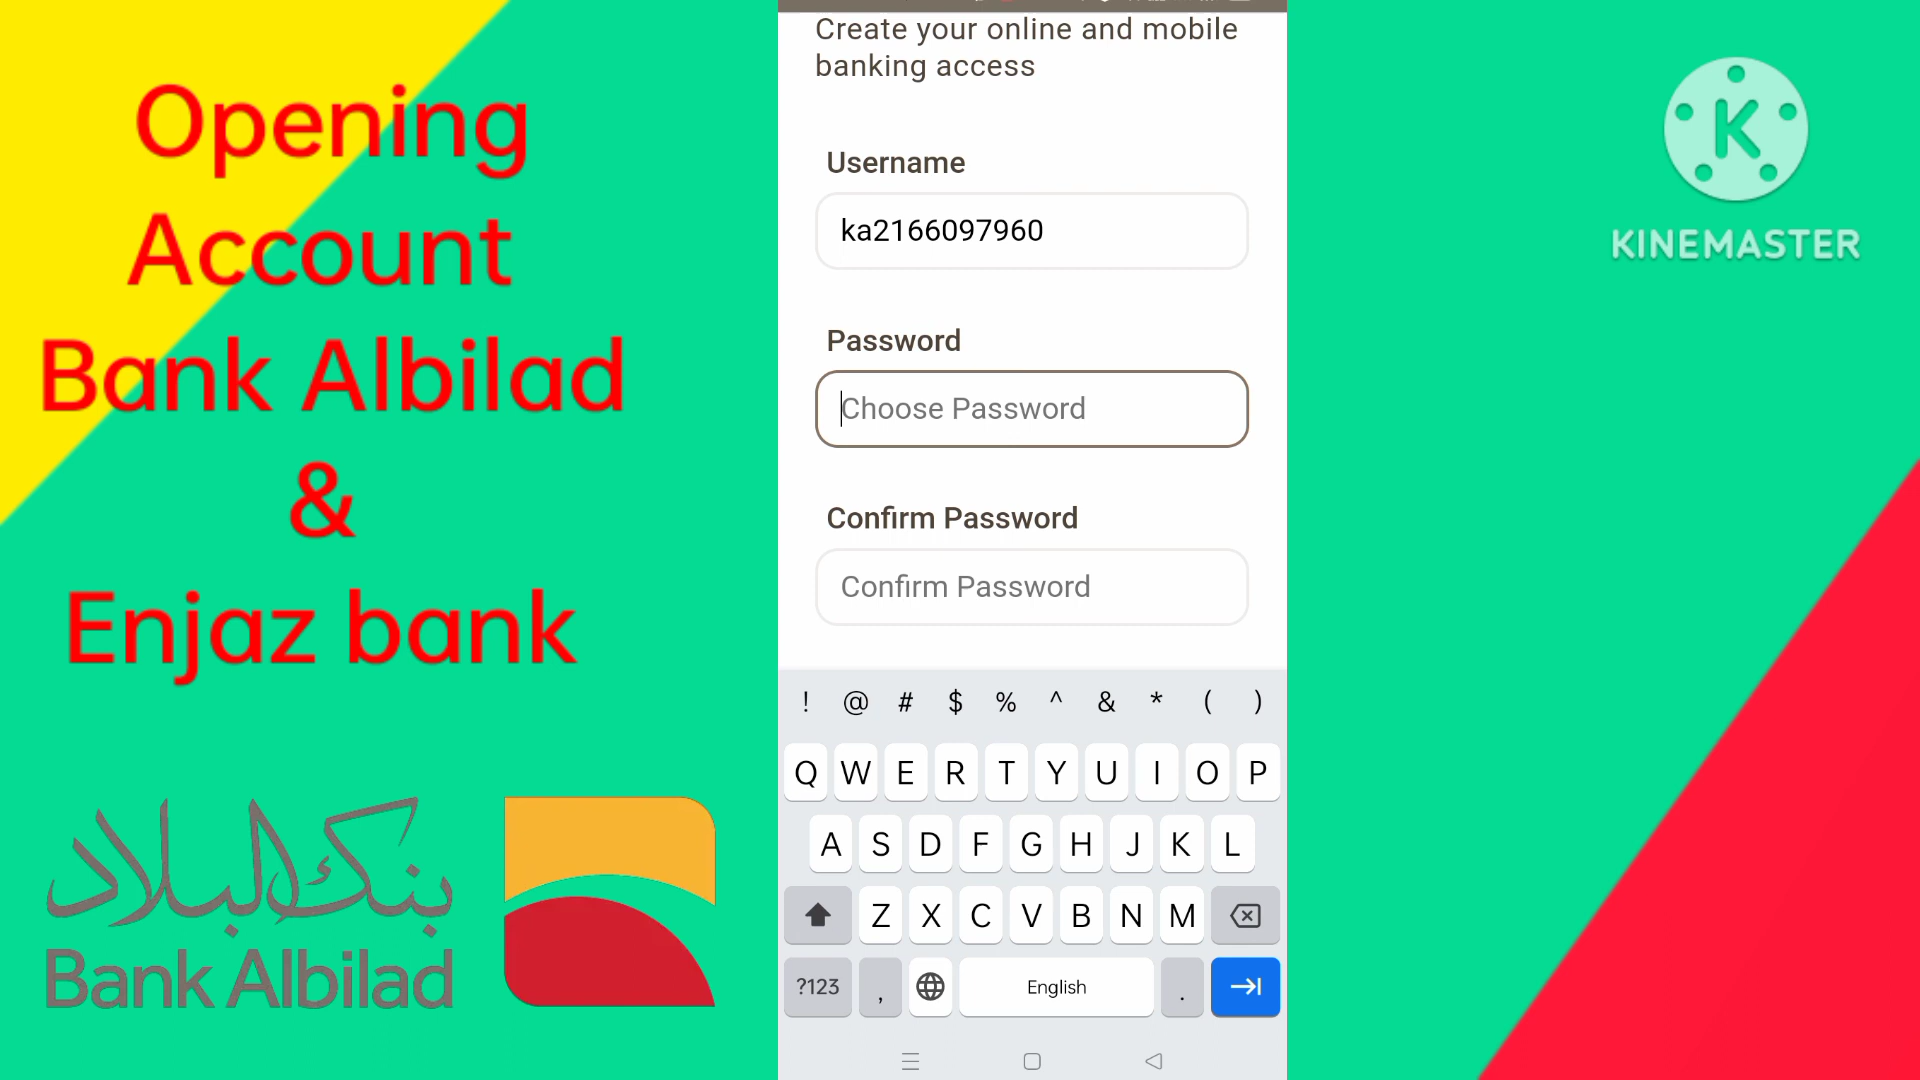 Opening
Account
Bank Albilad
&
Enjaz bank
بنك البلاد
Bank Albilad
Create your online and mobile
banking access
Username
ka2166097960
Password
Choose Password
Confirm Password
Confirm Password
! @ # $ % ^ & * ( )
Q W E R T Y U I O P
A S D F G H J K L
Z X C V B N M
?123 , English .
K
KINEMASTER